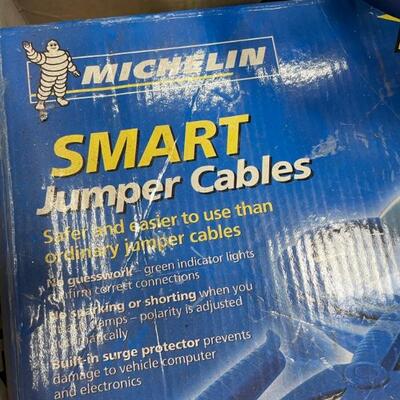 MICHELIN
SMART
Jumper Cables
Safer and easier to use than
ordinary jumper cables
No guesswork – green indicator lights
confirm correct connections
No sparking or shorting when you
clamps – polarity is adjusted
Built-in surge protector prevents
damage to vehicle computer
and electronics